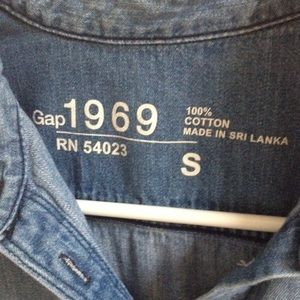 Gap 1969
RN 54023
100%
COTTON
MADE IN SRI LANKA
S